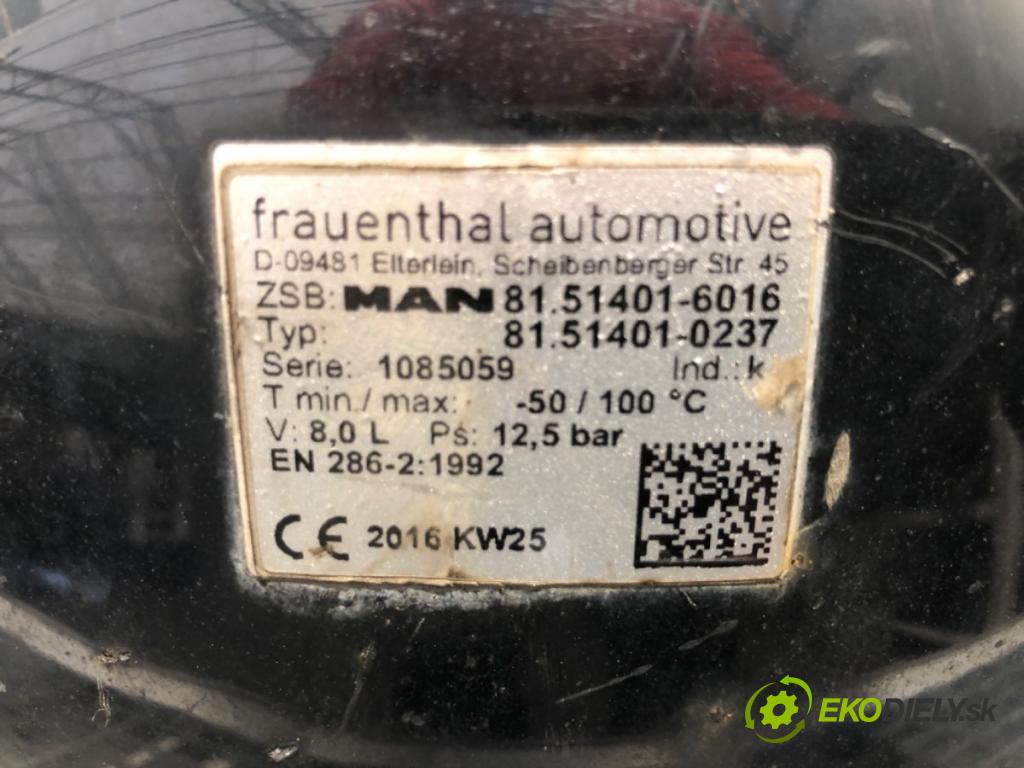 frauenthal automotive
D-09481 Elterlein, Scheibenberger Str. 45
ZSB: MAN 81.51401-6016
Typ: 81.51401-0237
Serie: 1085059 Ind.: k
T min./ max: -50 / 100 °C
V: 8,0 L Ps: 12,5 bar
EN 286-2:1992
CE 2016 KW25
EKODIELY.sk